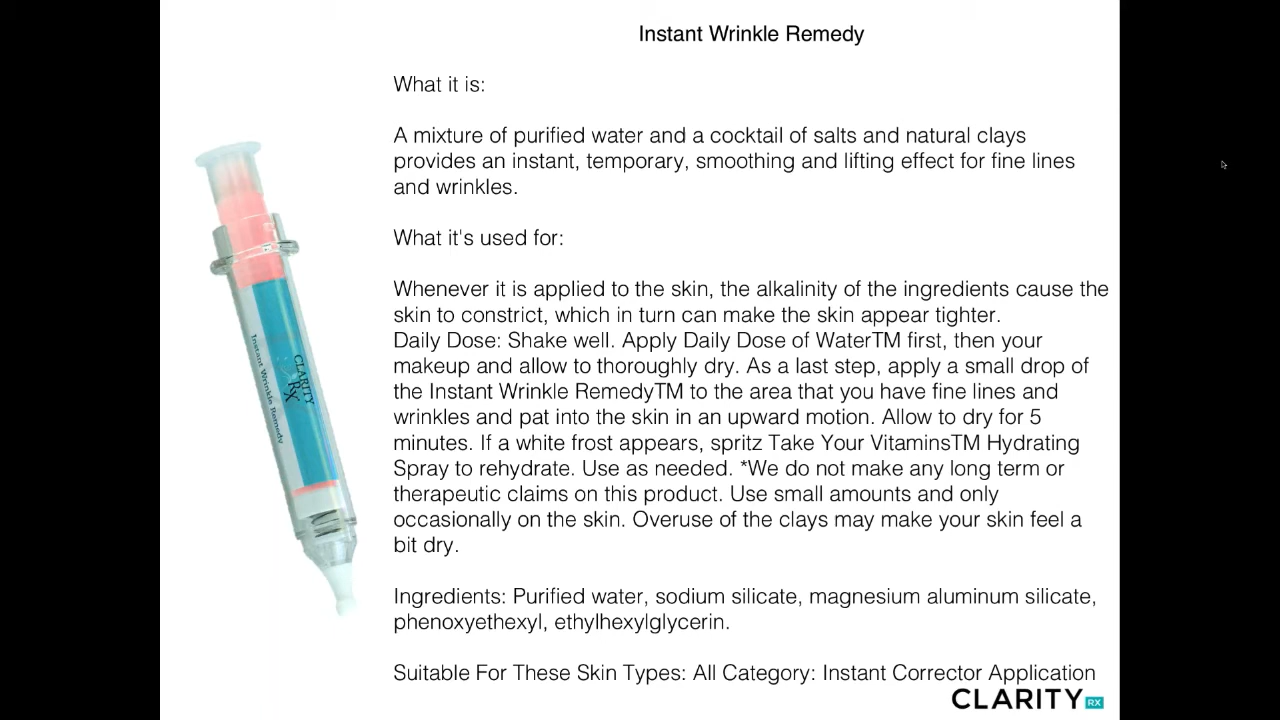 Instant Wrinkle Remedy
What it is:
A mixture of purified water and a cocktail of salts and natural clays
provides an instant, temporary, smoothing and lifting effect for fine lines
and wrinkles.
What it's used for:
Whenever it is applied to the skin, the alkalinity of the ingredients cause the
skin to constrict, which in turn can make the skin appear tighter.
Daily Dose: Shake well. Apply Daily Dose of WaterTM first, then your
makeup and allow to thoroughly dry. As a last step, apply a small drop of
the Instant Wrinkle RemedyTM to the area that you have fine lines and
wrinkles and pat into the skin in an upward motion. Allow to dry for 5
minutes. If a white frost appears, spritz Take Your VitaminsTM Hydrating
Spray to rehydrate. Use as needed. *We do not make any long term or
therapeutic claims on this product. Use small amounts and only
occasionally on the skin. Overuse of the clays may make your skin feel a
bit dry.
Ingredients: Purified water, sodium silicate, magnesium aluminum silicate,
phenoxyethexyl, ethylhexylglycerin.
Suitable For These Skin Types: All Category: Instant Corrector Application
CLARITY RX
CLARITY
Rx
Instant Wrinkle Remedy